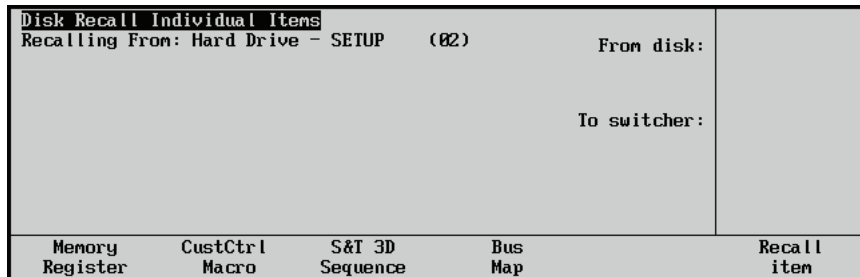 Disk Recall Individual Items
Recalling From: Hard Drive - SETUP (02)
From disk:
To switcher:
Memory Register
CustCtrl Macro
S&T 3D Sequence
Bus Map
Recall item